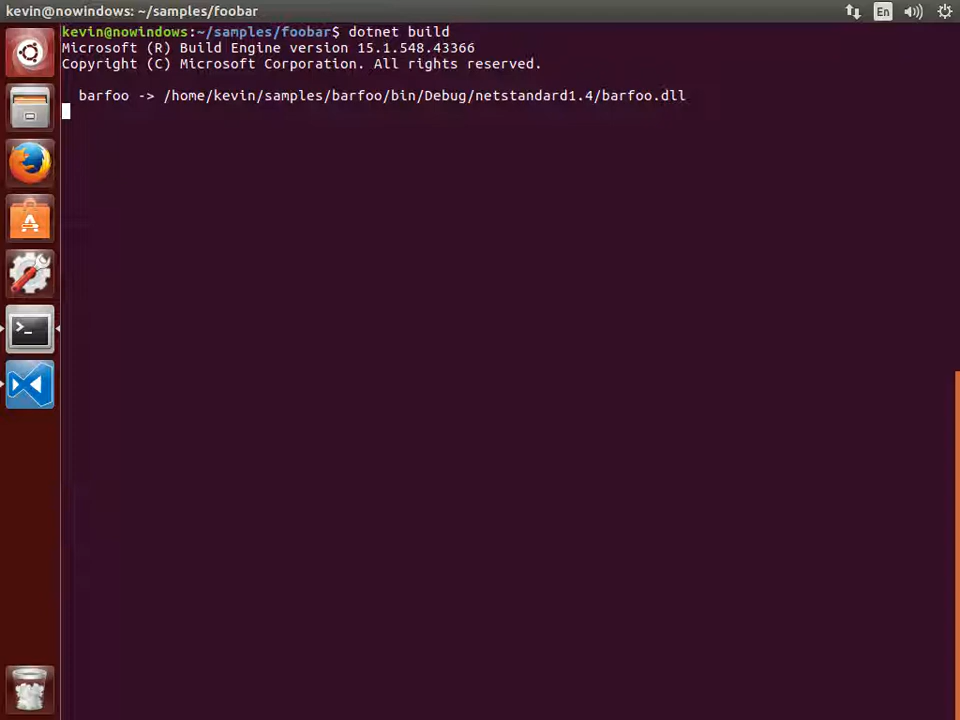 kevin@nowindows: ~/samples/foobar
En
kevin@nowindows:~/samples/foobar$ dotnet build
Microsoft (R) Build Engine version 15.1.548.43366
Copyright (C) Microsoft Corporation. All rights reserved.
barfoo -> /home/kevin/samples/barfoo/bin/Debug/netstandard1.4/barfoo.dll